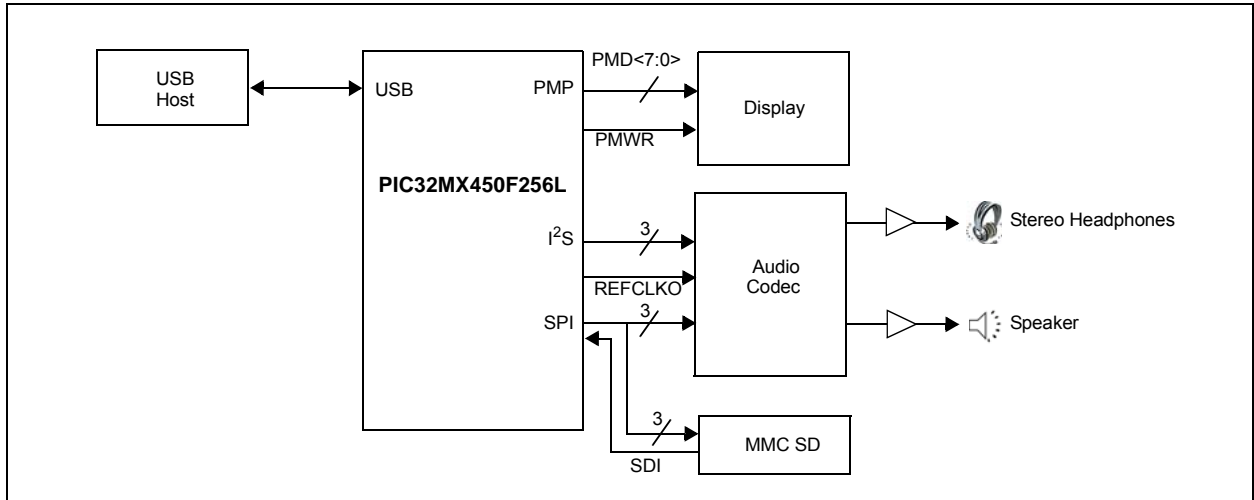 USB
Host
USB
PMP
PMD<7:0>
PMWR
Display
PIC32MX450F256L
I²S
3
REFCLKO
SPI
3
Audio
Codec
Stereo Headphones
Speaker
3
SDI
MMC SD